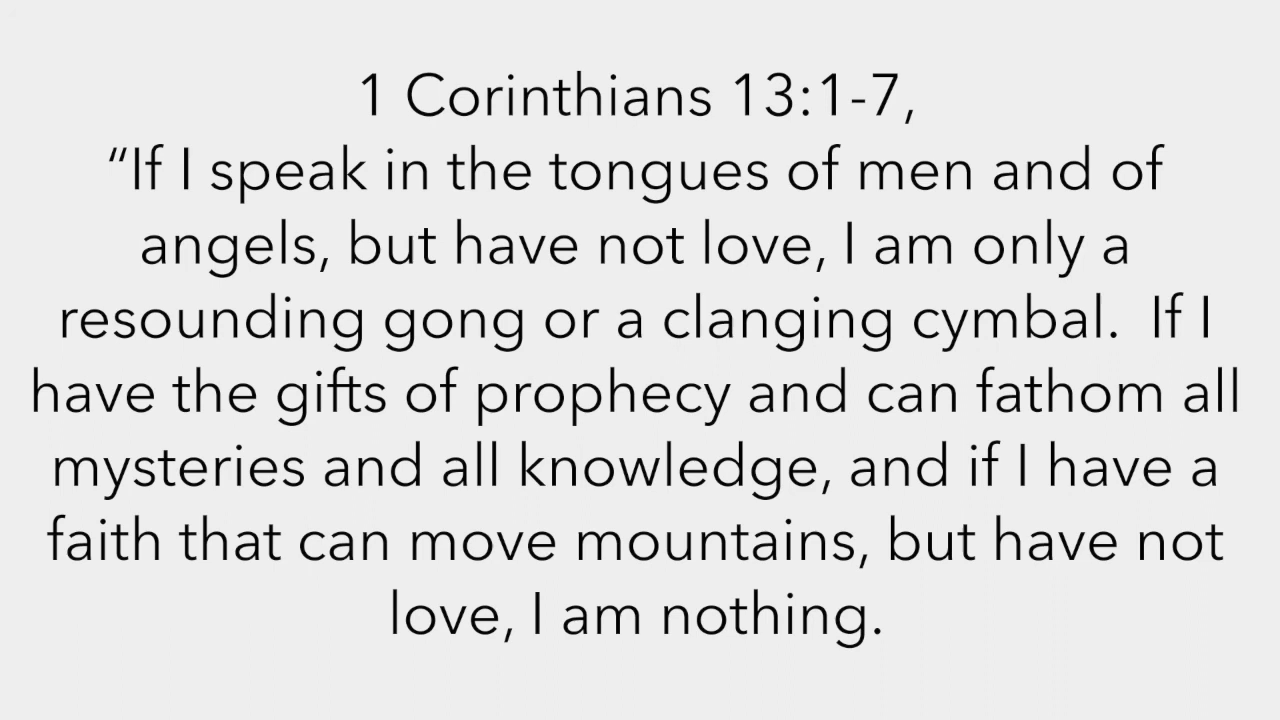 1 Corinthians 13:1-7,
“If I speak in the tongues of men and of
angels, but have not love, I am only a
resounding gong or a clanging cymbal.  If I
have the gifts of prophecy and can fathom all
mysteries and all knowledge, and if I have a
faith that can move mountains, but have not
love, I am nothing.